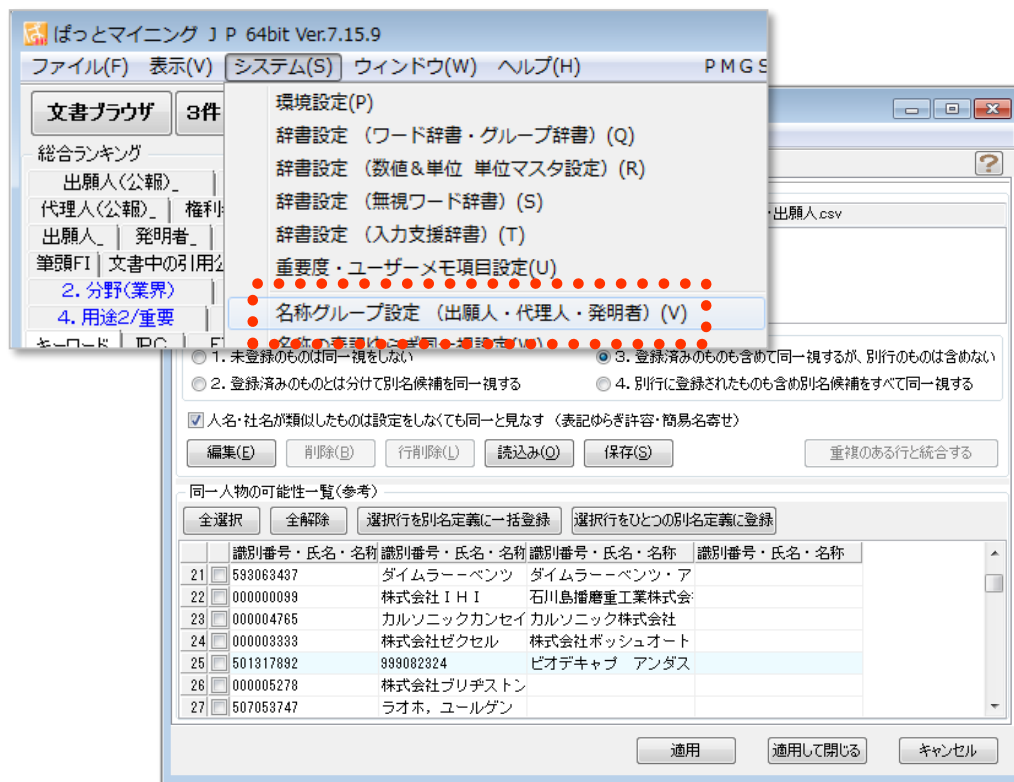 ぱっとマイニング JP 64bit Ver.7.15.9
ファイル(F) 表示(V) システム(S) ウィンドウ(W) ヘルプ(H) PMGS
文書ブラウザ 3件
環境設定(P)
辞書設定 (ワード辞書・グループ辞書)(Q)
辞書設定 (数値&単位 単位マスタ設定)(R)
辞書設定 (無視ワード辞書)(S)
辞書設定 (入力支援辞書)(T)
重要度・ユーザーメモ項目設定(U)
名称グループ設定 (出願人・代理人・発明者)(V)
総合ランキング
出願人(公報)_
代理人(公報)_ 権利
出願人_ 発明者_
筆頭FI 文書中の引用公
2. 分野(業界)
4. 用途2/重要
キーワード IPC
・出願人.csv
1. 未登録のものは同一視をしない
3. 登録済みのものも含めて同一視するが、別行のものは含めない
2. 登録済みのものとは分けて別名候補を同一視する
4. 別行に登録されたものも含め別名候補をすべて同一視する
人名・社名が類似したものは設定をしなくても同一と見なす (表記ゆらぎ許容・簡易名寄せ)
編集(E) 削除(B) 行削除(L) 読込み(O) 保存(S) 重複のある行と統合する
同一人物の可能性一覧(参考)
全選択 全解除 選択行を別名定義に一括登録 選択行をひとつの別名定義に登録
識別番号・氏名・名称 識別番号・氏名・名称 識別番号・氏名・名称 識別番号・氏名・名称
21 593063437 ダイムラーーベンツ ダイムラーーベンツ・ア
22 000000099 株式会社IHI 石川島播磨重工業株式会
23 000004765 カルソニックカンセイ カルソニック株式会社
24 000003333 株式会社ゼクセル 株式会社ボッシュオート
25 501317892 999082324 ビオデキャプ アンダス
26 000005278 株式会社ブリヂストン
27 507053747 ラオホ, ユールゲン
適用 適用して閉じる キャンセル